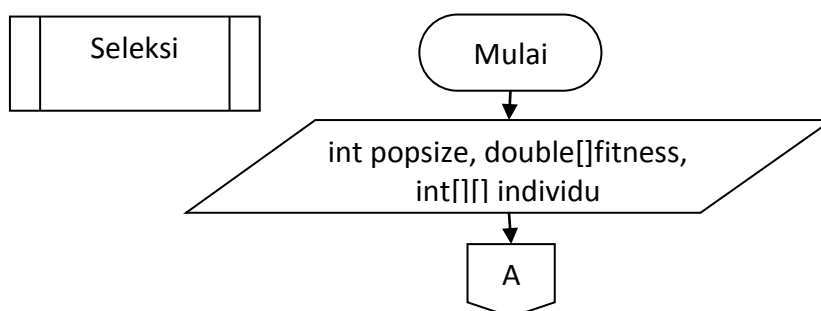 Seleksi
Mulai
int popsize, double[]fitness,
int[][] individu
A